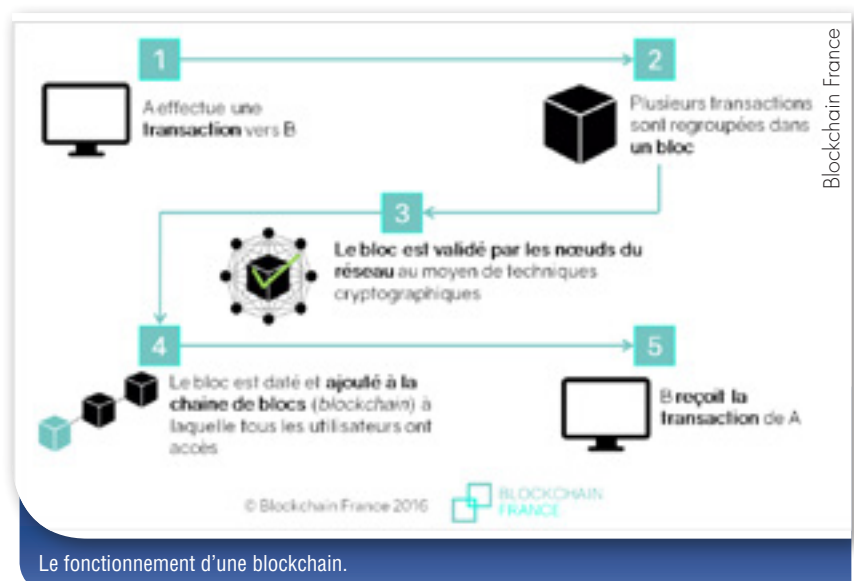 1
A effectue une
transaction vers B
2
Plusieurs transactions
sont regroupées dans
un bloc
Blockchain France
3
Le bloc est validé par les nœuds du
réseau au moyen de techniques
cryptographiques
4
Le bloc est daté et ajouté à la
chaine de blocs (blockchain) à
laquelle tous les utilisateurs ont
accès
5
B reçoit la
transaction de A
© Blockchain France 2016
BLOCKCHAIN
FRANCE
Le fonctionnement d’une blockchain.